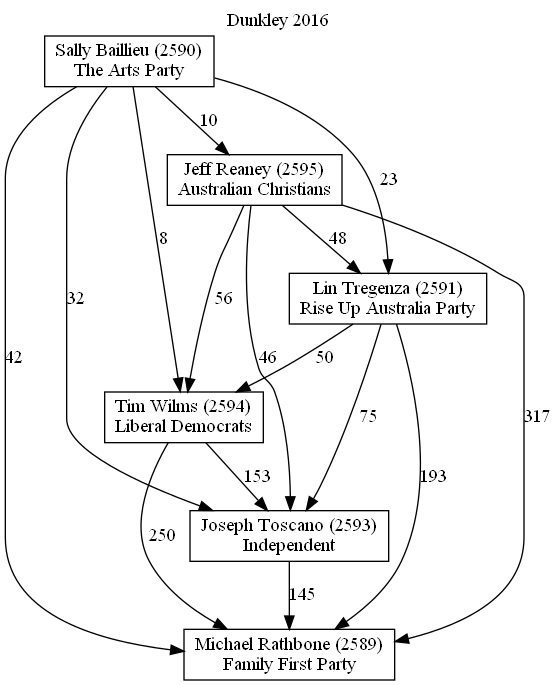 Dunkley 2016
Sally Baillieu (2590)
The Arts Party
10
Jeff Reaney (2595)
Australian Christians
23
8
48
Lin Tregenza (2591)
Rise Up Australia Party
56
32
42
46
50
Tim Wilms (2594)
Liberal Democrats
75
317
153
193
Joseph Toscano (2593)
Independent
250
145
Michael Rathbone (2589)
Family First Party